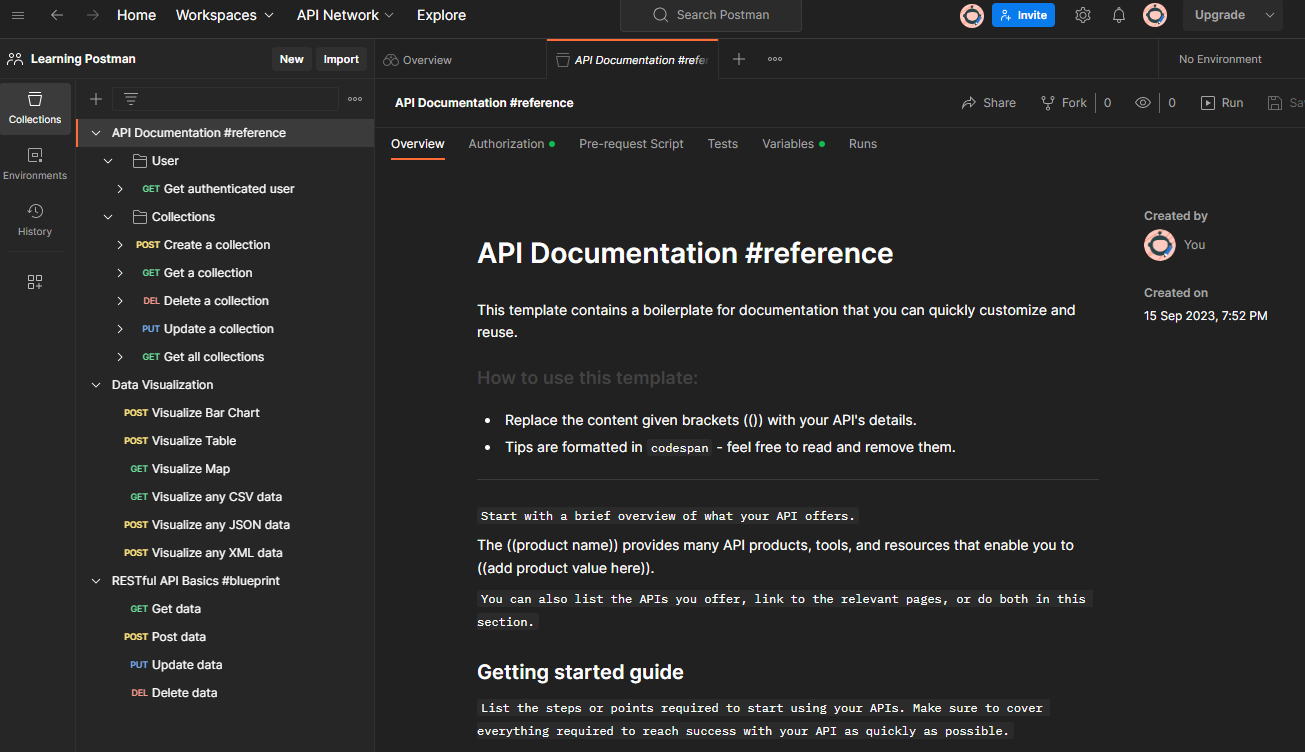 Home Workspaces API Network Explore Search Postman Invite Upgrade
Learning Postman New Import Overview API Documentation #refer No Environment
Collections
Environments
History
API Documentation #reference
User
GET Get authenticated user
Collections
POST Create a collection
GET Get a collection
DEL Delete a collection
PUT Update a collection
GET Get all collections
Data Visualization
POST Visualize Bar Chart
POST Visualize Table
GET Visualize Map
GET Visualize any CSV data
POST Visualize any JSON data
POST Visualize any XML data
RESTful API Basics #blueprint
GET Get data
POST Post data
PUT Update data
DEL Delete data
API Documentation #reference Share Fork 0 0 Run Sa
Overview Authorization Pre-request Script Tests Variables Runs
API Documentation #reference
This template contains a boilerplate for documentation that you can quickly customize and
reuse.
How to use this template:
• Replace the content given brackets (()) with your API's details.
• Tips are formatted in codespan - feel free to read and remove them.
Start with a brief overview of what your API offers.
The ((product name)) provides many API products, tools, and resources that enable you to
((add product value here)).
You can also list the APIs you offer, link to the relevant pages, or do both in this
section.
Getting started guide
List the steps or points required to start using your APIs. Make sure to cover
everything required to reach success with your API as quickly as possible.
Created by
You
Created on
15 Sep 2023, 7:52 PM